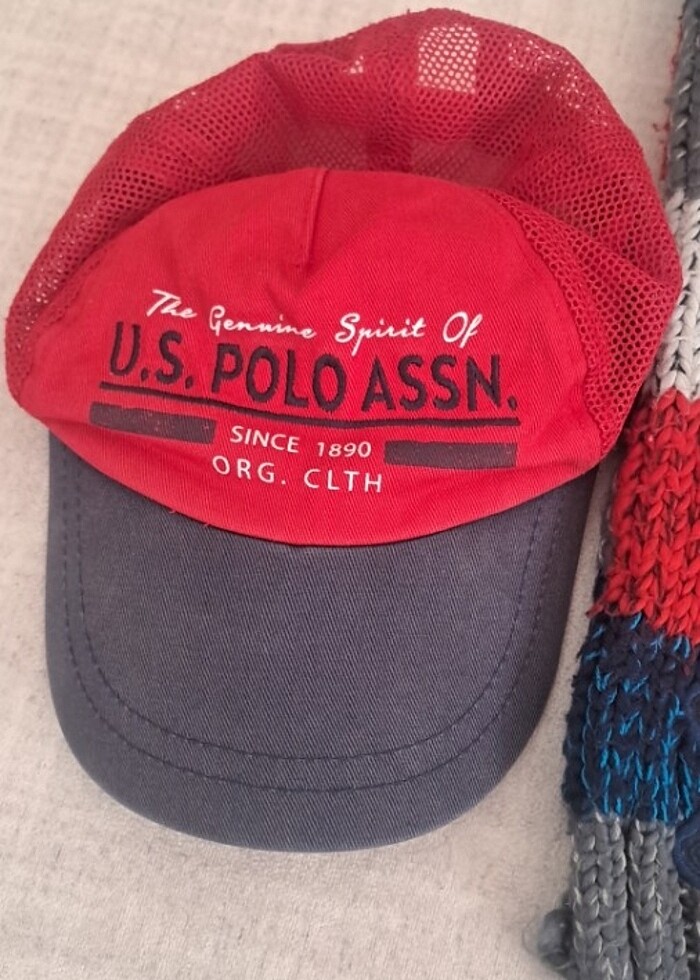 The Genuine Spirit Of
U.S. POLO ASSN.
SINCE 1890
ORG. CLTH